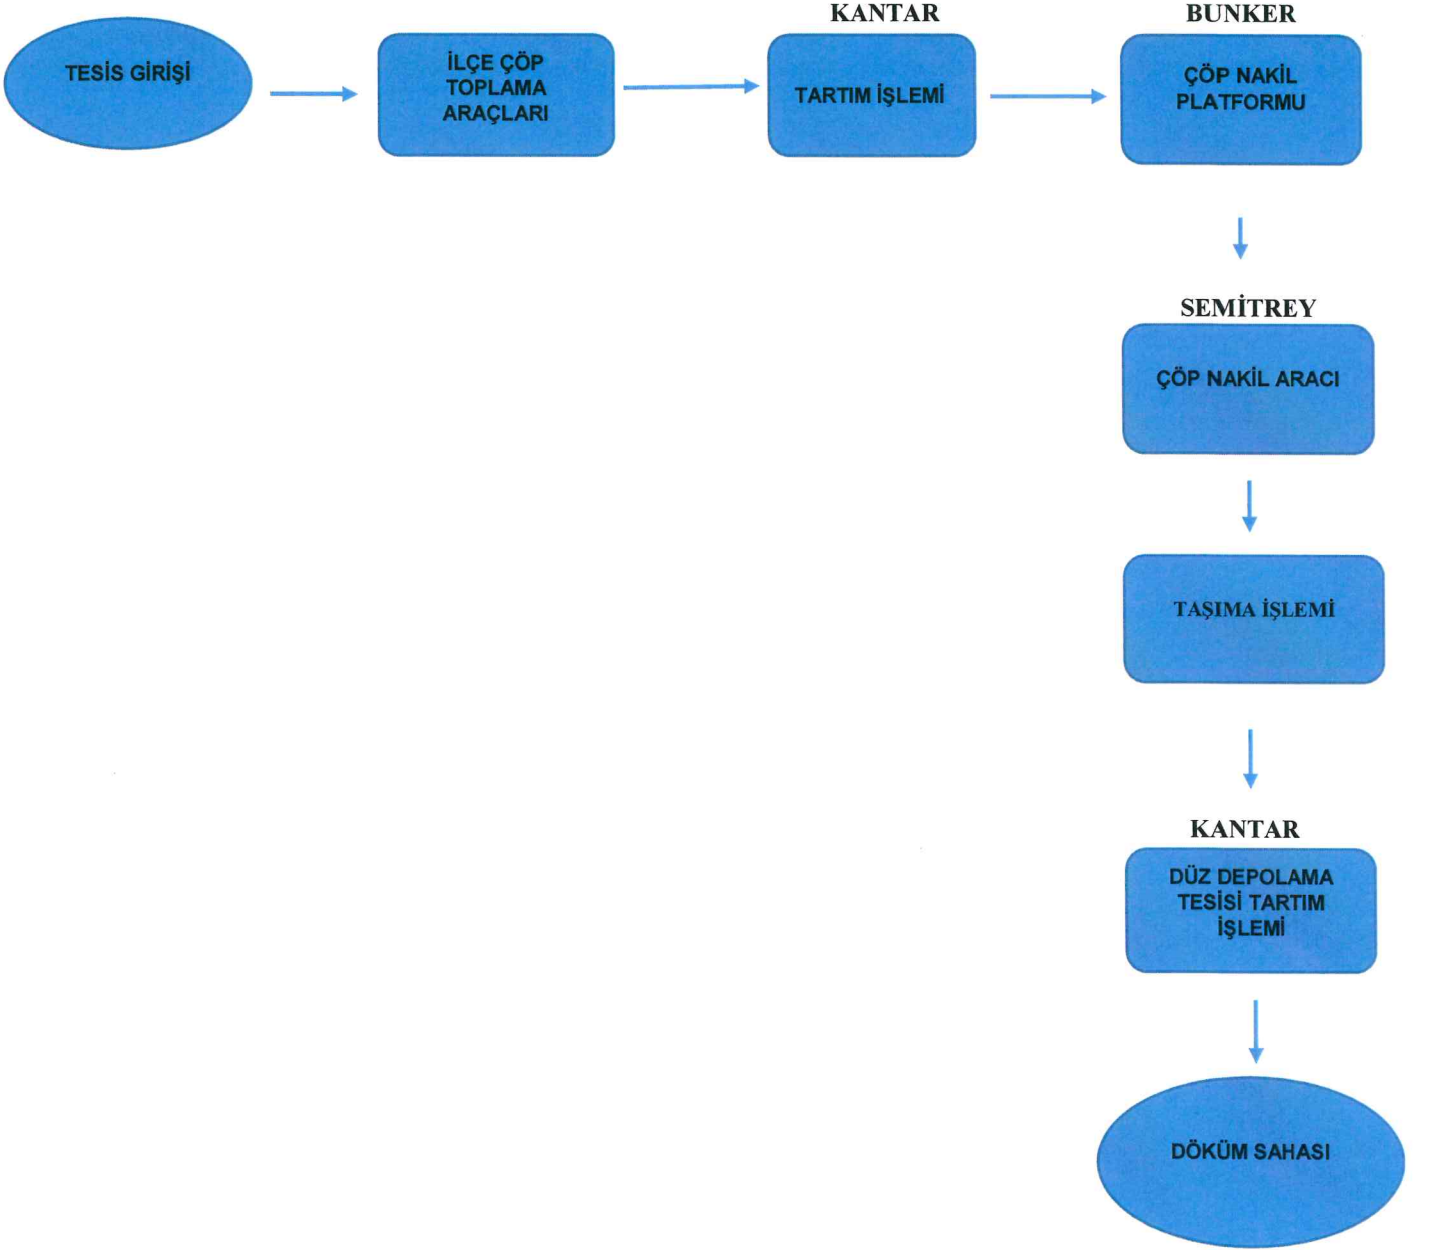 TESİS GİRİŞİ
İLÇE ÇÖP
TOPLAMA
ARAÇLARI
KANTAR
TARTIM İŞLEMİ
BUNKER
ÇÖP NAKİL
PLATFORMU
SEMİTREY
ÇÖP NAKİL ARACI
TAŞIMA İŞLEMİ
KANTAR
DÜZ DEPOLAMA
TESİSİ TARTIM
İŞLEMİ
DÖKÜM SAHASI